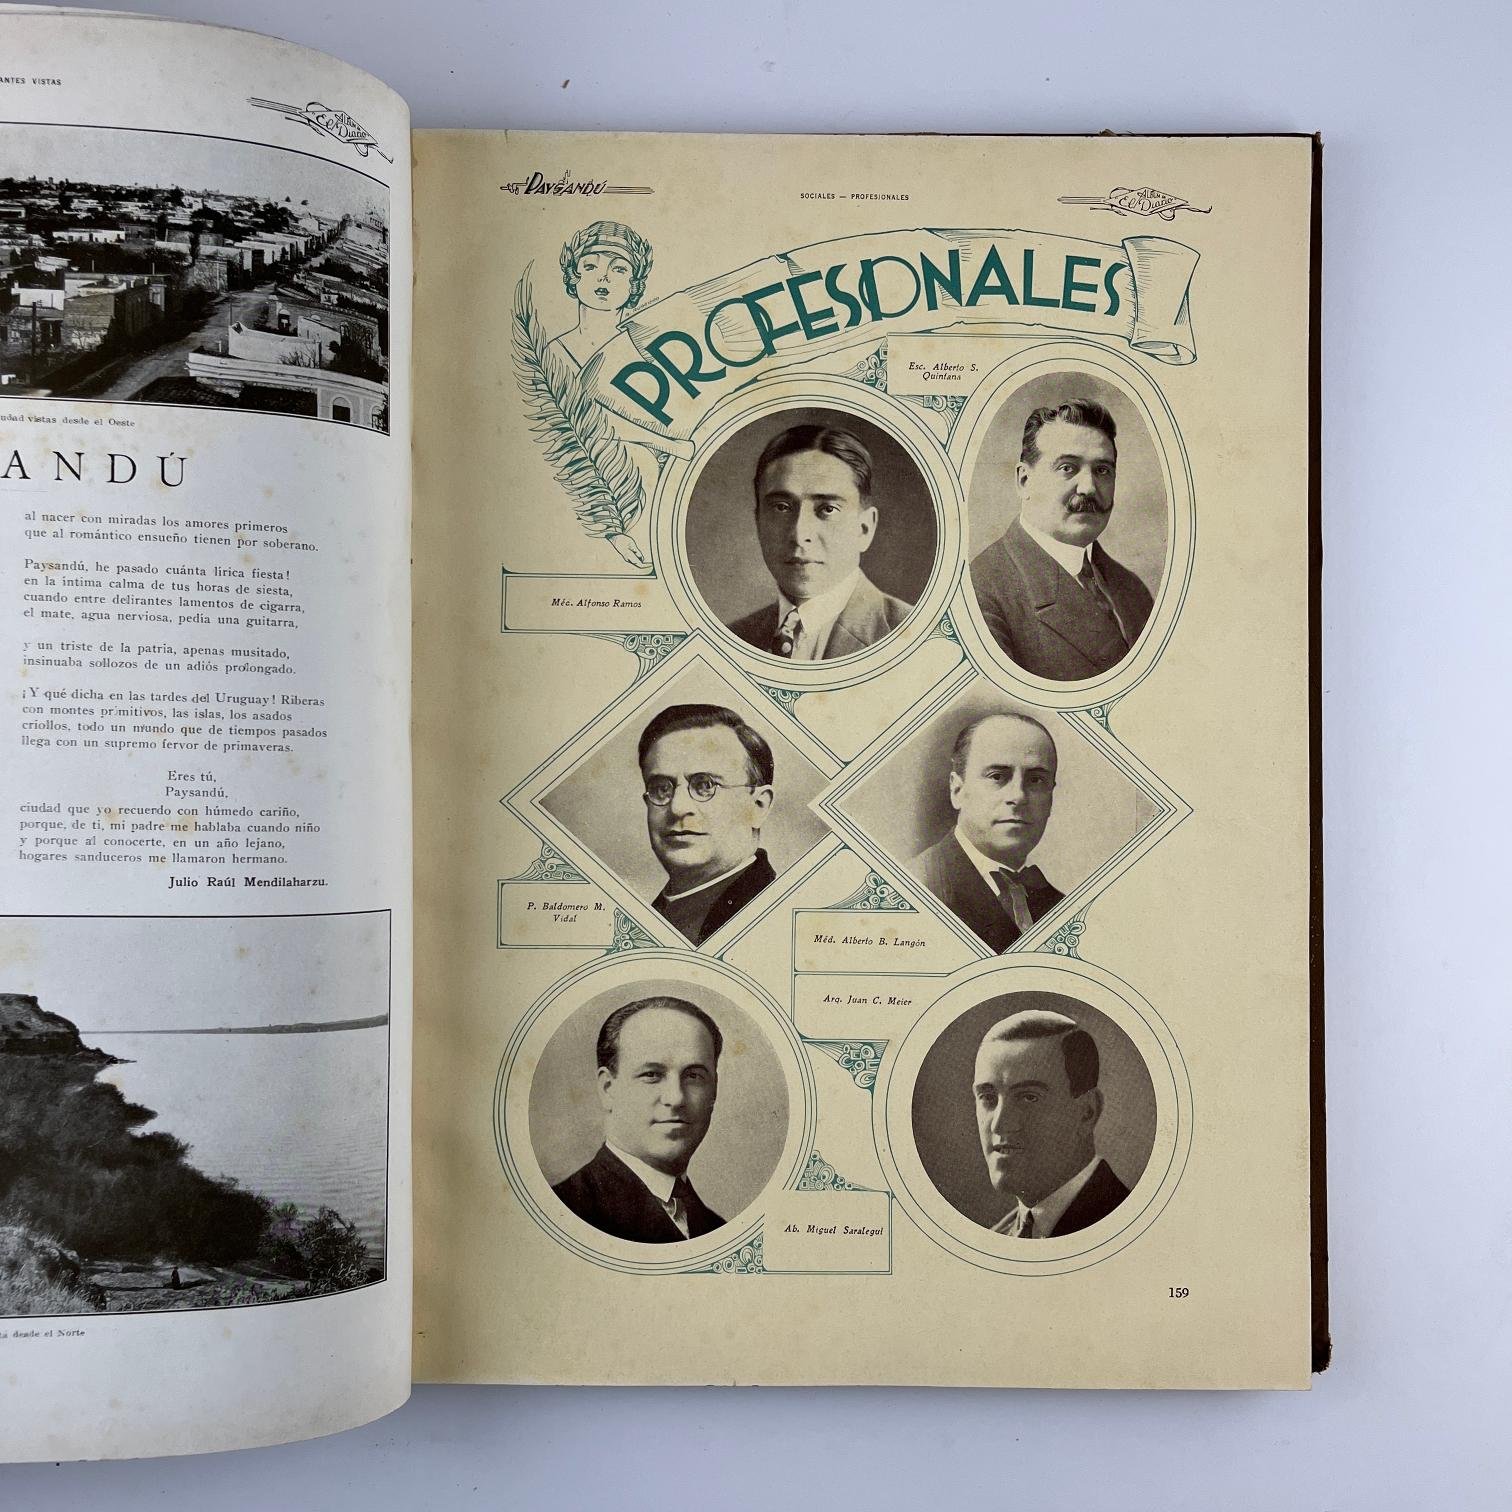 ANTES VISTAS
ALBUM de
El Diario
udad vistas desde el Oeste
ANDÚ
al nacer con miradas los amores primeros
que al romántico ensueño tienen por soberano.
Paysandú, he pasado cuánta lírica fiesta!
en la íntima calma de tus horas de siesta,
cuando entre delirantes lamentos de cigarra,
el mate, agua nerviosa, pedía una guitarra,
y un triste de la patria, apenas musitado,
insinuaba sollozos de un adiós prolongado.
¡Y qué dicha en las tardes del Uruguay! Riberas
con montes primitivos, las islas, los asados
criollos, todo un mundo que de tiempos pasados
llega con un supremo fervor de primaveras.
Eres tú,
Paysandú,
ciudad que yo recuerdo con húmedo cariño,
porque, de ti, mi padre me hablaba cuando niño
y porque al conocerte, en un año lejano,
hogares sanduceros me llamaron hermano.
Julio Raúl Mendilaharzu.
tá desde el Norte
PAYSANDÚ
SOCIALES — PROFESIONALES
ALBUM de
El Diario
PROFESIONALES
Esc. Alberto S.
Quintana
Méc. Alfonso Ramos
P. Baldomero M.
Vidal
Méd. Alberto B. Langón
Arq. Juan C. Meier
Ab. Miguel Saralegui
159